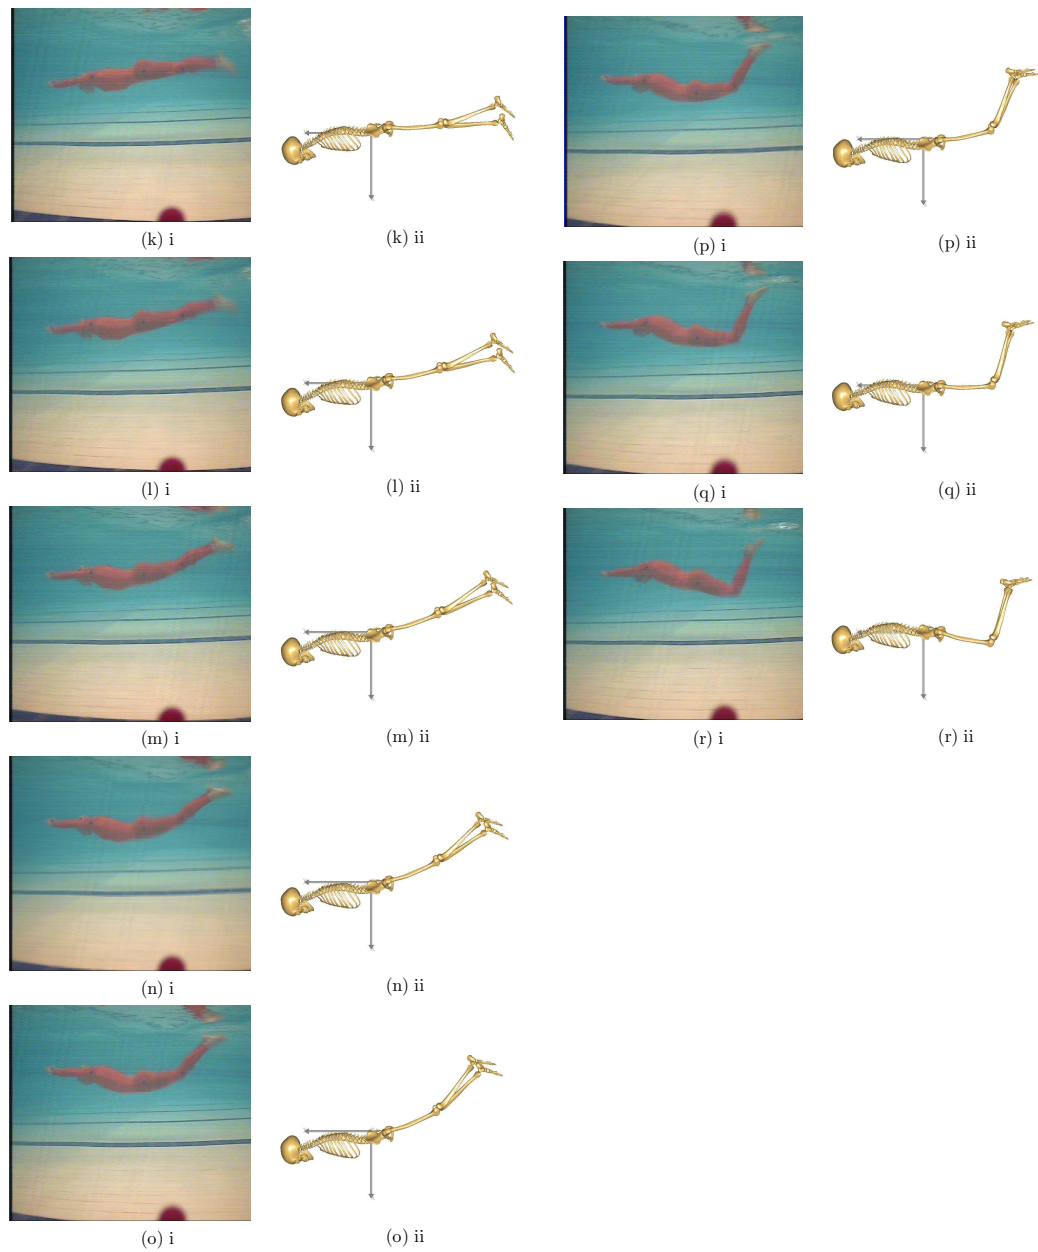 (k) i
(k) ii
(p) i
(p) ii
(l) i
(l) ii
(q) i
(q) ii
(m) i
(m) ii
(r) i
(r) ii
(n) i
(n) ii
(o) i
(o) ii